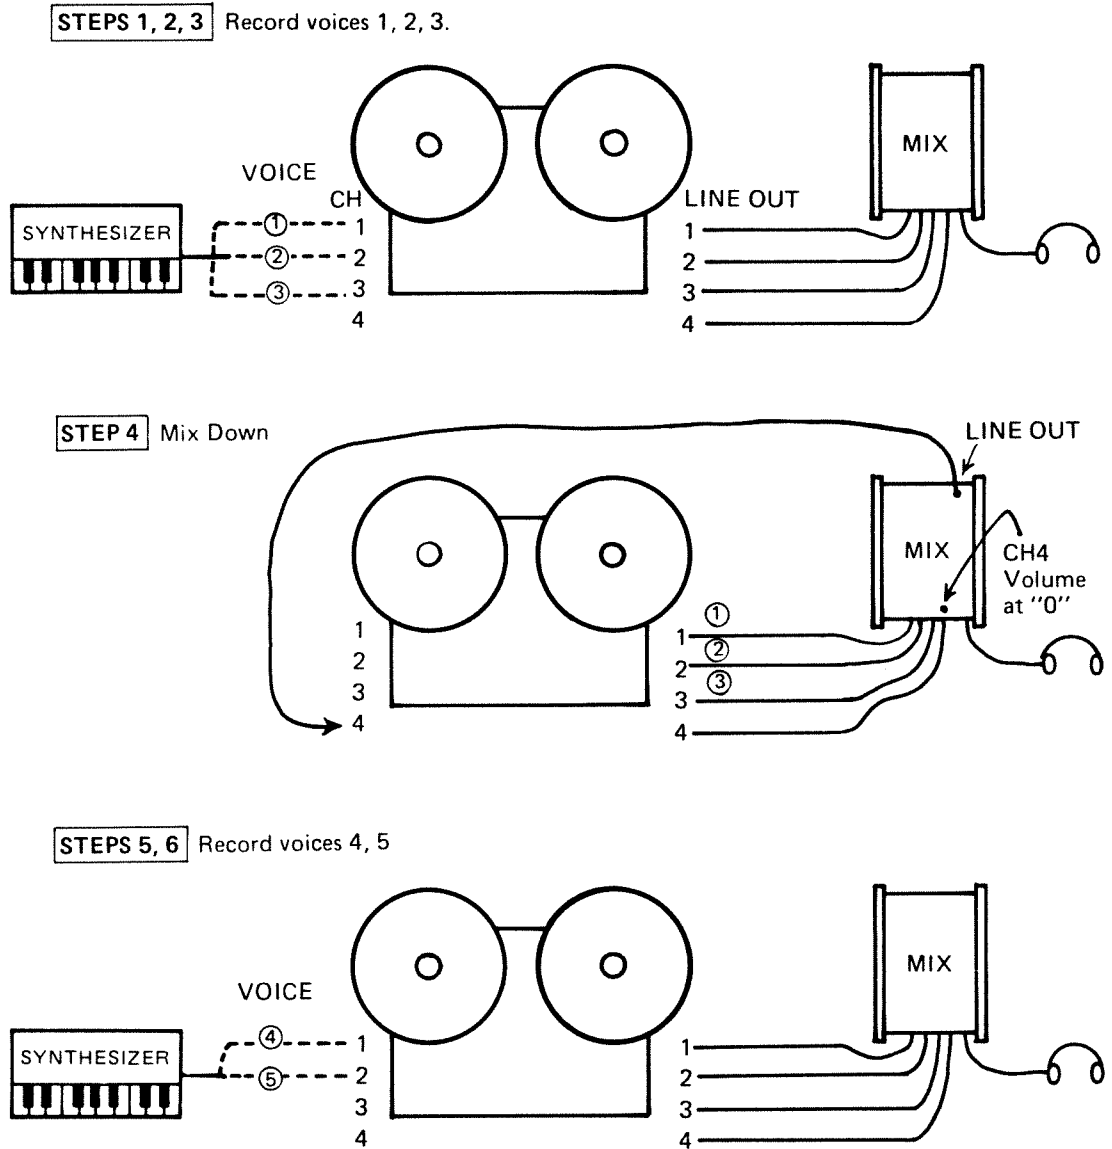 STEPS 1, 2, 3 Record voices 1, 2, 3.
VOICE
CH
LINE OUT
MIX
SYNTHESIZER
① 1
② 2
③ 3
4
1
2
3
4
STEP 4 Mix Down
LINE OUT
MIX
CH4
Volume
at "0"
1
2
3
4
① 1
② 2
③ 3
4
STEPS 5, 6 Record voices 4, 5
VOICE
MIX
SYNTHESIZER
④ 1
⑤ 2
3
4
1
2
3
4